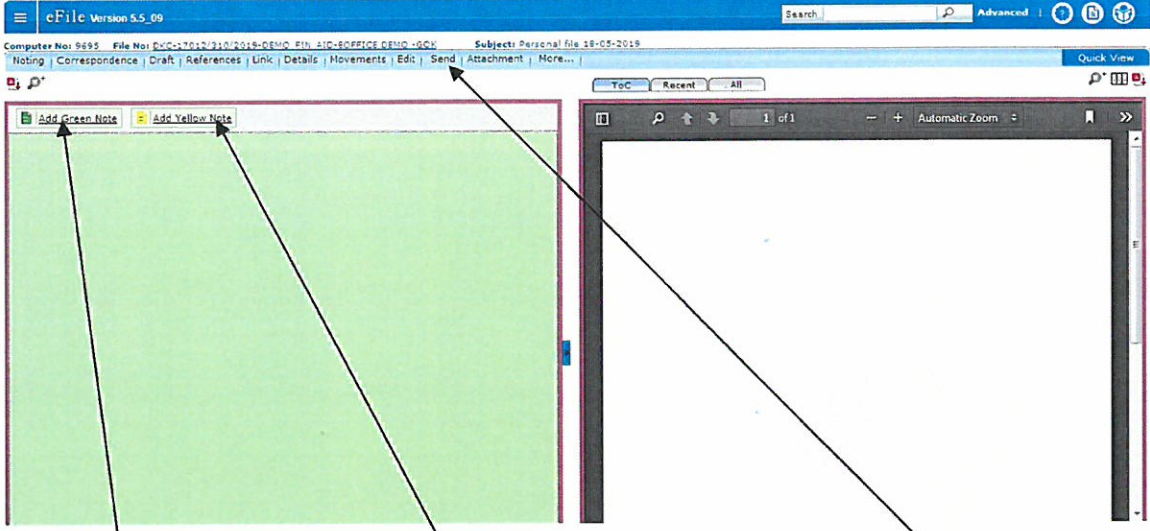 eFile Version 5.5_09
Search
Advanced
Computer No: 9695 File No: DKC-17012/310/2019-DEMO_FIN_AID-EOFFICE DEMO -GCK Subject: Personal file 18-05-2019
Noting | Correspondence | Draft | References | Link | Details | Movements | Edit | Send | Attachment | More... |
Quick View
ToC Recent All
Add Green Note Add Yellow Note
1 of 1 Automatic Zoom